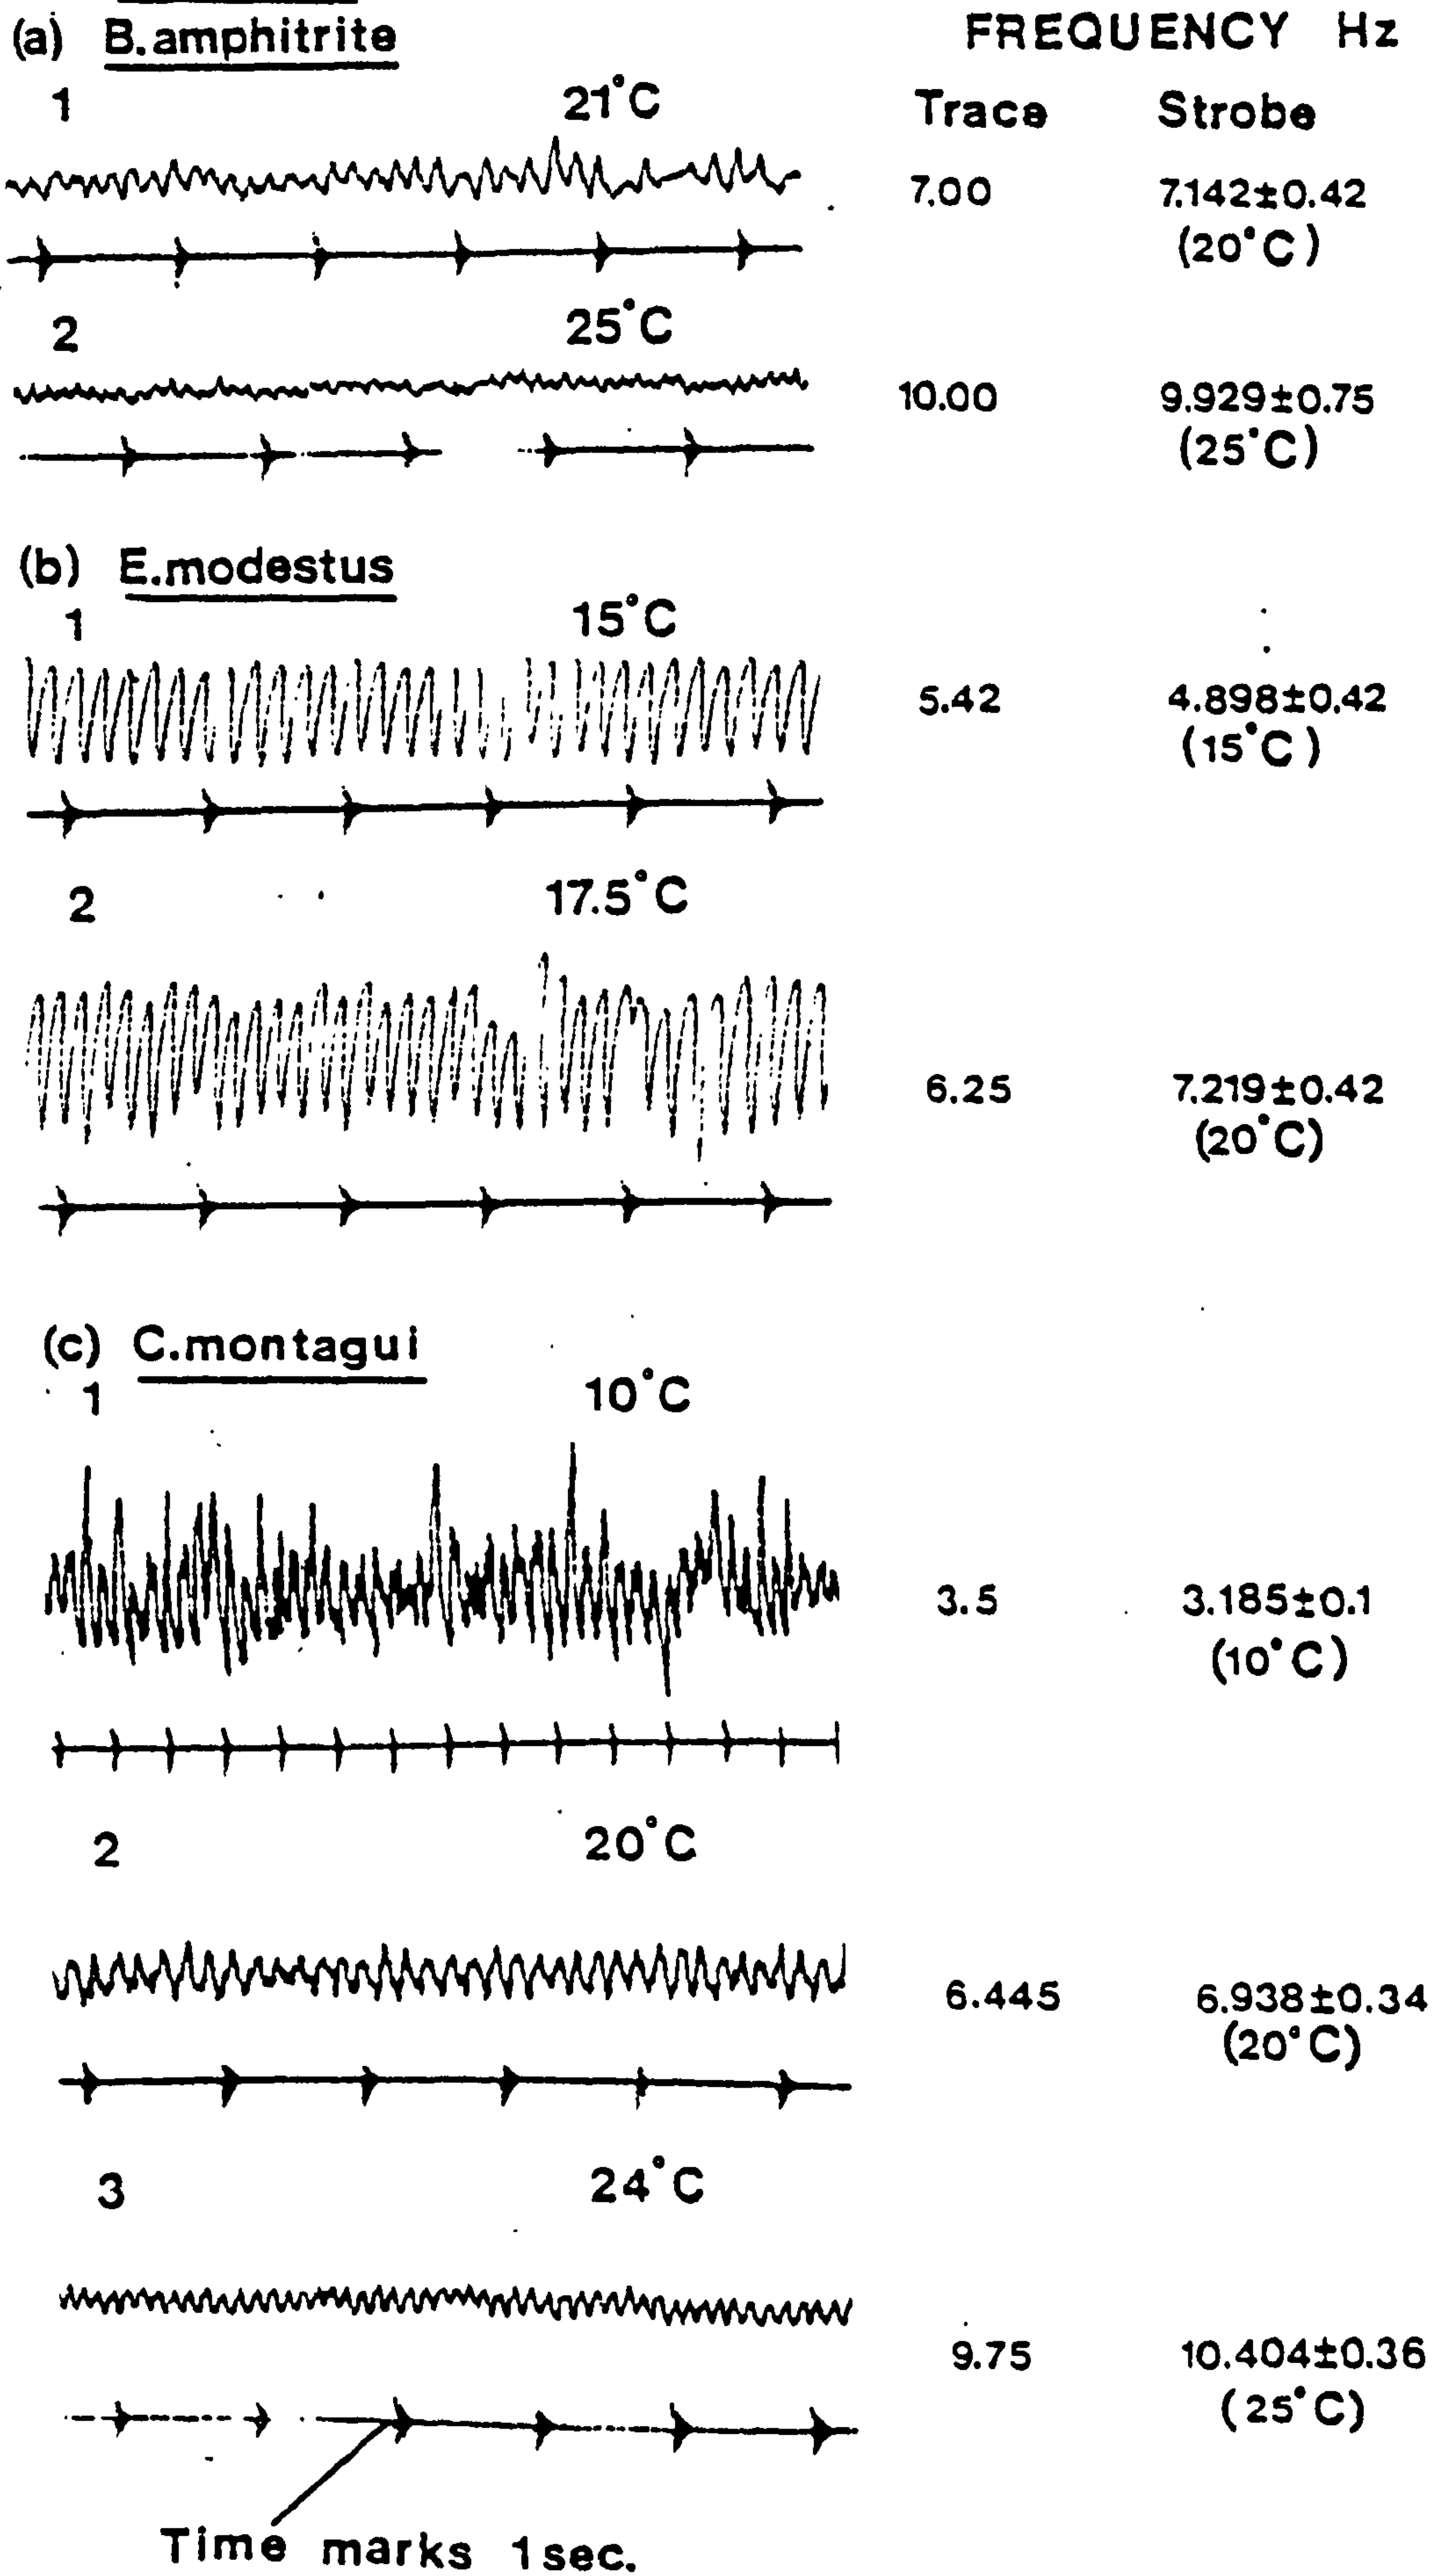 (a) B.amphitrite FREQUENCY Hz
1 21°C Trace Strobe
7.00 7.142±0.42
(20°C)
2 25°C
10.00 9.929±0.75
(25°C)
(b) E.modestus
1 15°C
5.42 4.898±0.42
(15°C)
2 17.5°C
6.25 7.219±0.42
(20°C)
(c) C.montagui
1 10°C
3.5 3.185±0.1
(10°C)
2 20°C
6.445 6.938±0.34
(20°C)
3 24°C
9.75 10.404±0.36
(25°C)
Time marks 1sec.